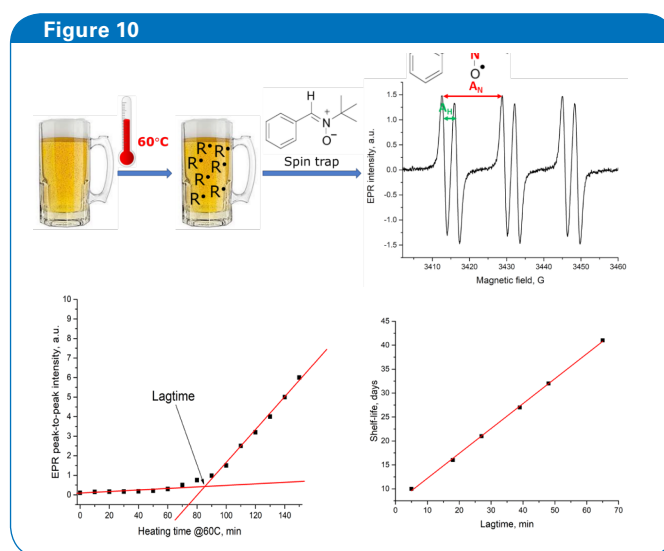 Figure 10
60°C
R• R•
R• R•
R• R•
R•
H
N+
O−
Spin trap
N
O•
A_N
A_H
EPR intensity, a.u.
1.5
1.0
0.5
0.0
-0.5
-1.0
-1.5
3410 3420 3430 3440 3450 3460
Magnetic field, G
EPR peak-to-peak intensity, a.u.
10
9
8
7
6
5
4
3
2
1
0
Lagtime
0 20 40 60 80 100 120 140
Heating time @60C, min
Shelf-life, days
45
40
35
30
25
20
15
10
5
0 10 20 30 40 50 60 70
Lagtime, min